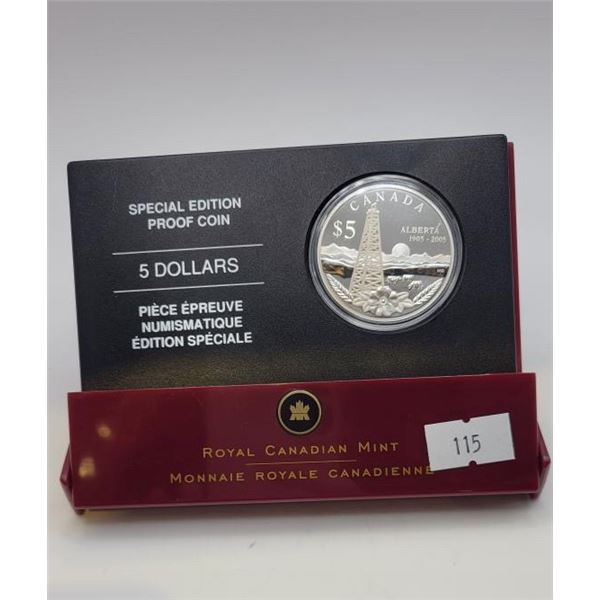 SPECIAL EDITION
PROOF COIN
5 DOLLARS
PIÈCE ÉPREUVE
NUMISMATIQUE
ÉDITION SPÉCIALE
CANADA
$5
ALBERTA
1905 - 2005
ROYAL CANADIAN MINT
MONNAIE ROYALE CANADIENNE
115